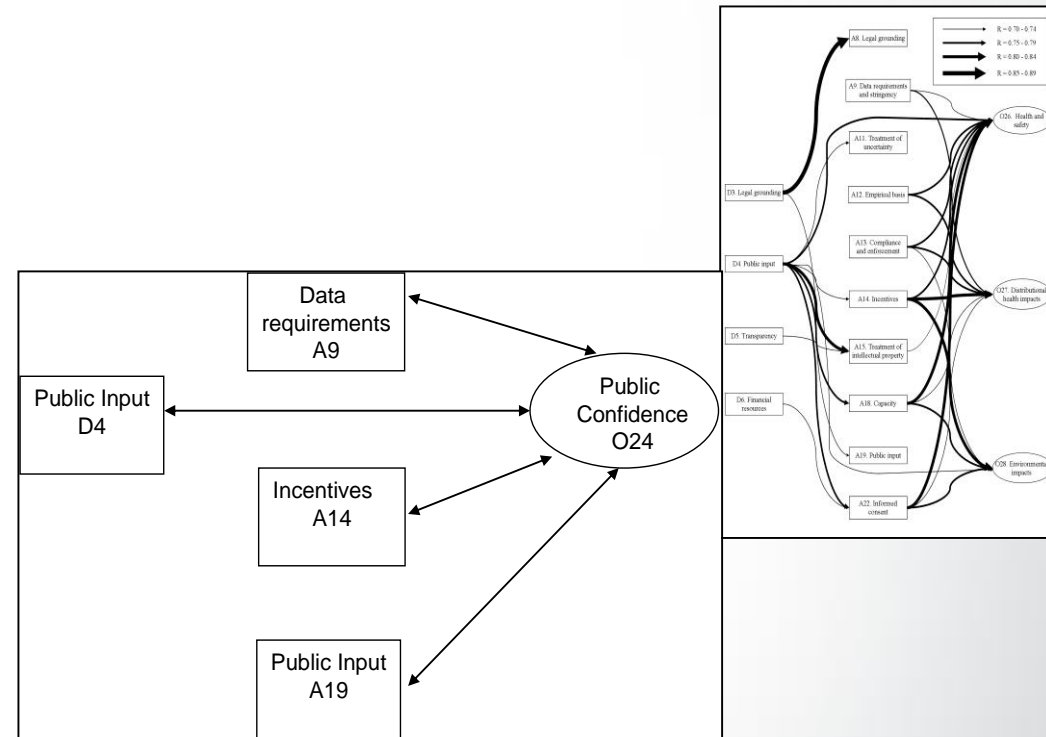 Data
requirements
A9
Public Input
D4
Public
Confidence
O24
Incentives
A14
Public Input
A19
R = 0.70 - 0.74
R = 0.75 - 0.79
R = 0.80 - 0.84
R = 0.85 - 0.89
A8. Legal grounding
A9. Data requirements
and stringency
O26. Health and
safety
A11. Treatment of
uncertainty
D3. Legal grounding
A12. Empirical basis
A13. Compliance
and enforcement
D4. Public input
O27. Distributional
health impacts
A14. Incentives
D5. Transparency
A15. Treatment of
intellectual property
D6. Financial
resources
A18. Capacity
A19. Public input
O28. Environmental
impacts
A22. Informed
consent